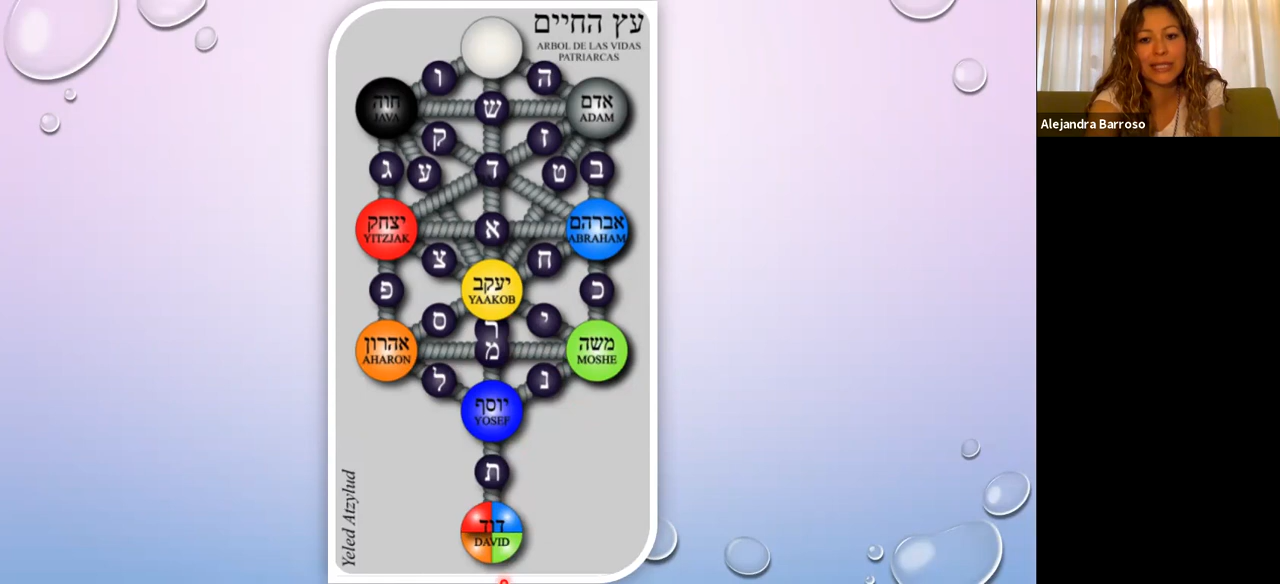 עץ החיים
ARBOL DE LAS VIDAS
PATRIARCAS
ו
ה
חוה
JAVA
ש
אדם
ADAM
ק
ז
ג
ע
ד
ט
ב
יצחק
YITZJAK
א
אברהם
ABRAHAM
צ
ח
פ
יעקב
YAAKOB
כ
ס
ר
י
אהרון
AHARON
מ
משה
MOSHE
ל
נ
יוסף
YOSEF
ת
דוד
DAVID
Yeled Atzylud
Alejandra Barroso